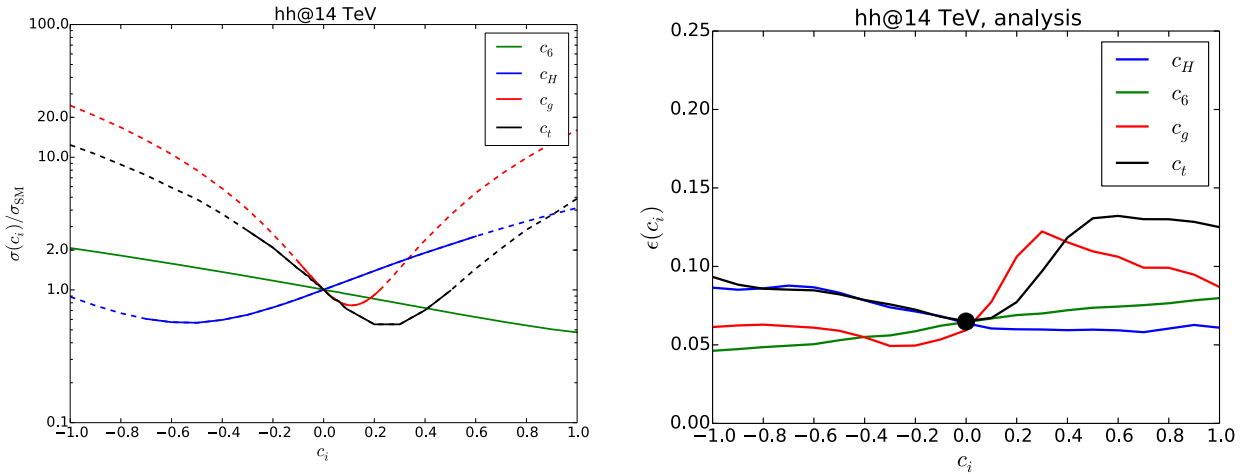 hh@14 TeV
100.0
20.0
10.0
2.0
1.0
0.1
σ(c_i)/σ_SM
c_6
c_H
c_g
c_t
−1.0 −0.8 −0.6 −0.4 −0.2 0.0 0.2 0.4 0.6 0.8 1.0
c_i
hh@14 TeV, analysis
0.25
0.20
0.15
0.10
0.05
0.00
ϵ(c_i)
c_H
c_6
c_g
c_t
−1.0 −0.8 −0.6 −0.4 −0.2 0.0 0.2 0.4 0.6 0.8 1.0
c_i